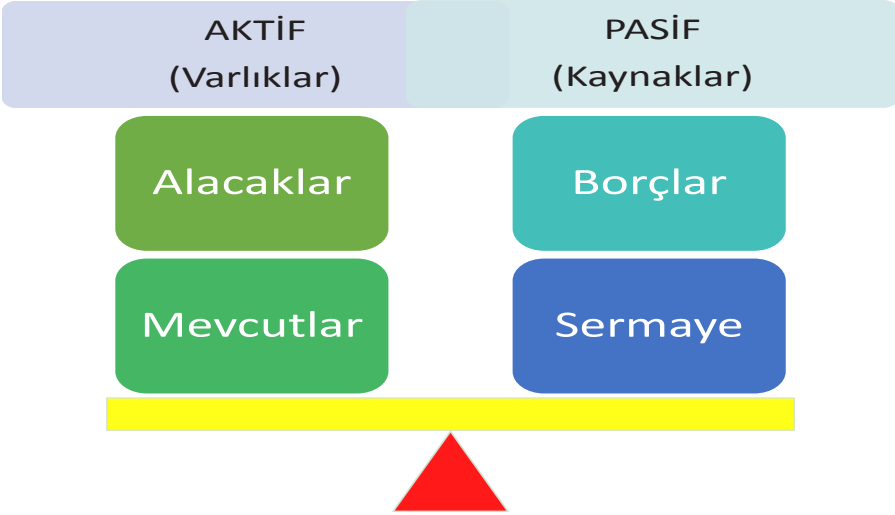 AKTİF
(Varlıklar)
PASİF
(Kaynaklar)
Alacaklar
Borçlar
Mevcutlar
Sermaye